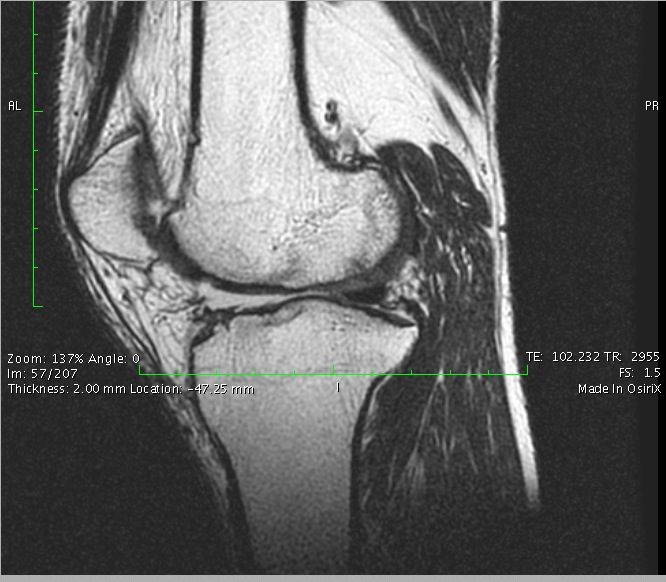 AL
PR
Zoom: 137% Angle: 0
Im: 57/207
Thickness: 2.00 mm Location: -47.25 mm
I
TE: 102.232 TR: 2955
FS: 1.5
Made In OsiriX